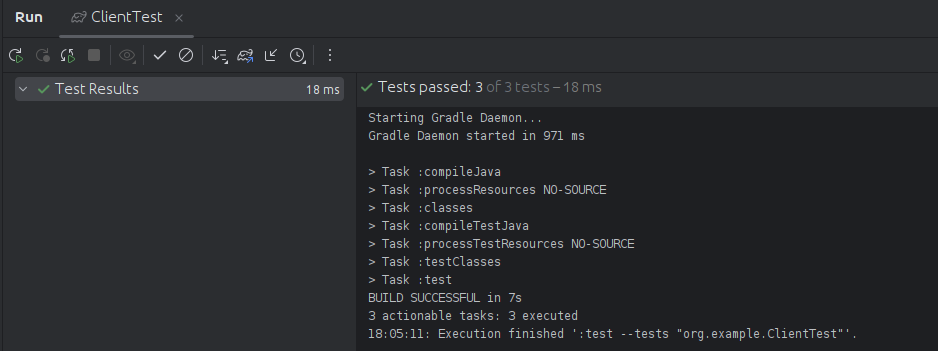 Run ClientTest
Test Results 18 ms
Tests passed: 3 of 3 tests – 18 ms
Starting Gradle Daemon...
Gradle Daemon started in 971 ms
> Task :compileJava
> Task :processResources NO-SOURCE
> Task :classes
> Task :compileTestJava
> Task :processTestResources NO-SOURCE
> Task :testClasses
> Task :test
BUILD SUCCESSFUL in 7s
3 actionable tasks: 3 executed
18:05:11: Execution finished ':test --tests "org.example.ClientTest"'.